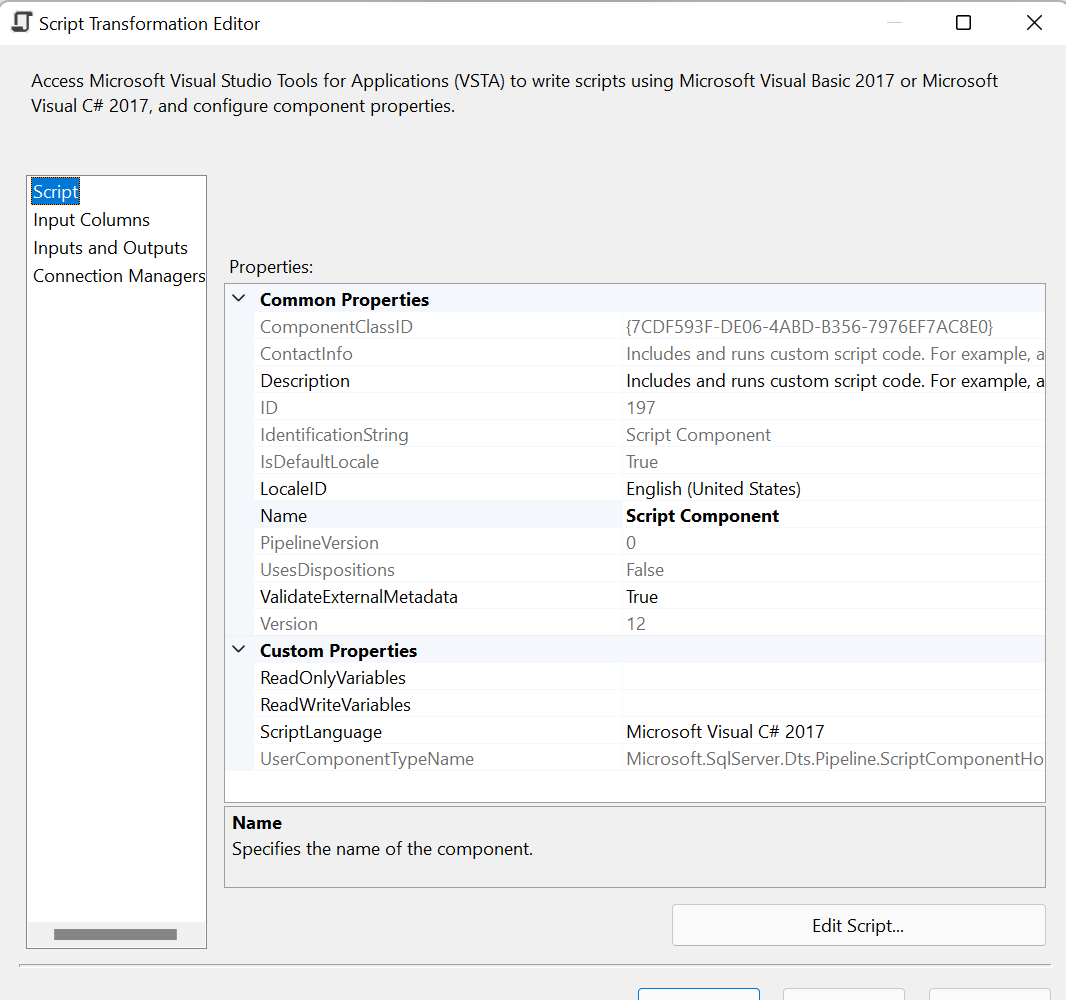 Script Transformation Editor
Access Microsoft Visual Studio Tools for Applications (VSTA) to write scripts using Microsoft Visual Basic 2017 or Microsoft
Visual C# 2017, and configure component properties.
Script
Input Columns
Inputs and Outputs
Connection Managers
Properties:
Common Properties
ComponentClassID {7CDF593F-DE06-4ABD-B356-7976EF7AC8E0}
ContactInfo Includes and runs custom script code. For example, a
Description Includes and runs custom script code. For example, a
ID 197
IdentificationString Script Component
IsDefaultLocale True
LocaleID English (United States)
Name Script Component
PipelineVersion 0
UsesDispositions False
ValidateExternalMetadata True
Version 12
Custom Properties
ReadOnlyVariables
ReadWriteVariables
ScriptLanguage Microsoft Visual C# 2017
UserComponentTypeName Microsoft.SqlServer.Dts.Pipeline.ScriptComponentHo
Name
Specifies the name of the component.
Edit Script...